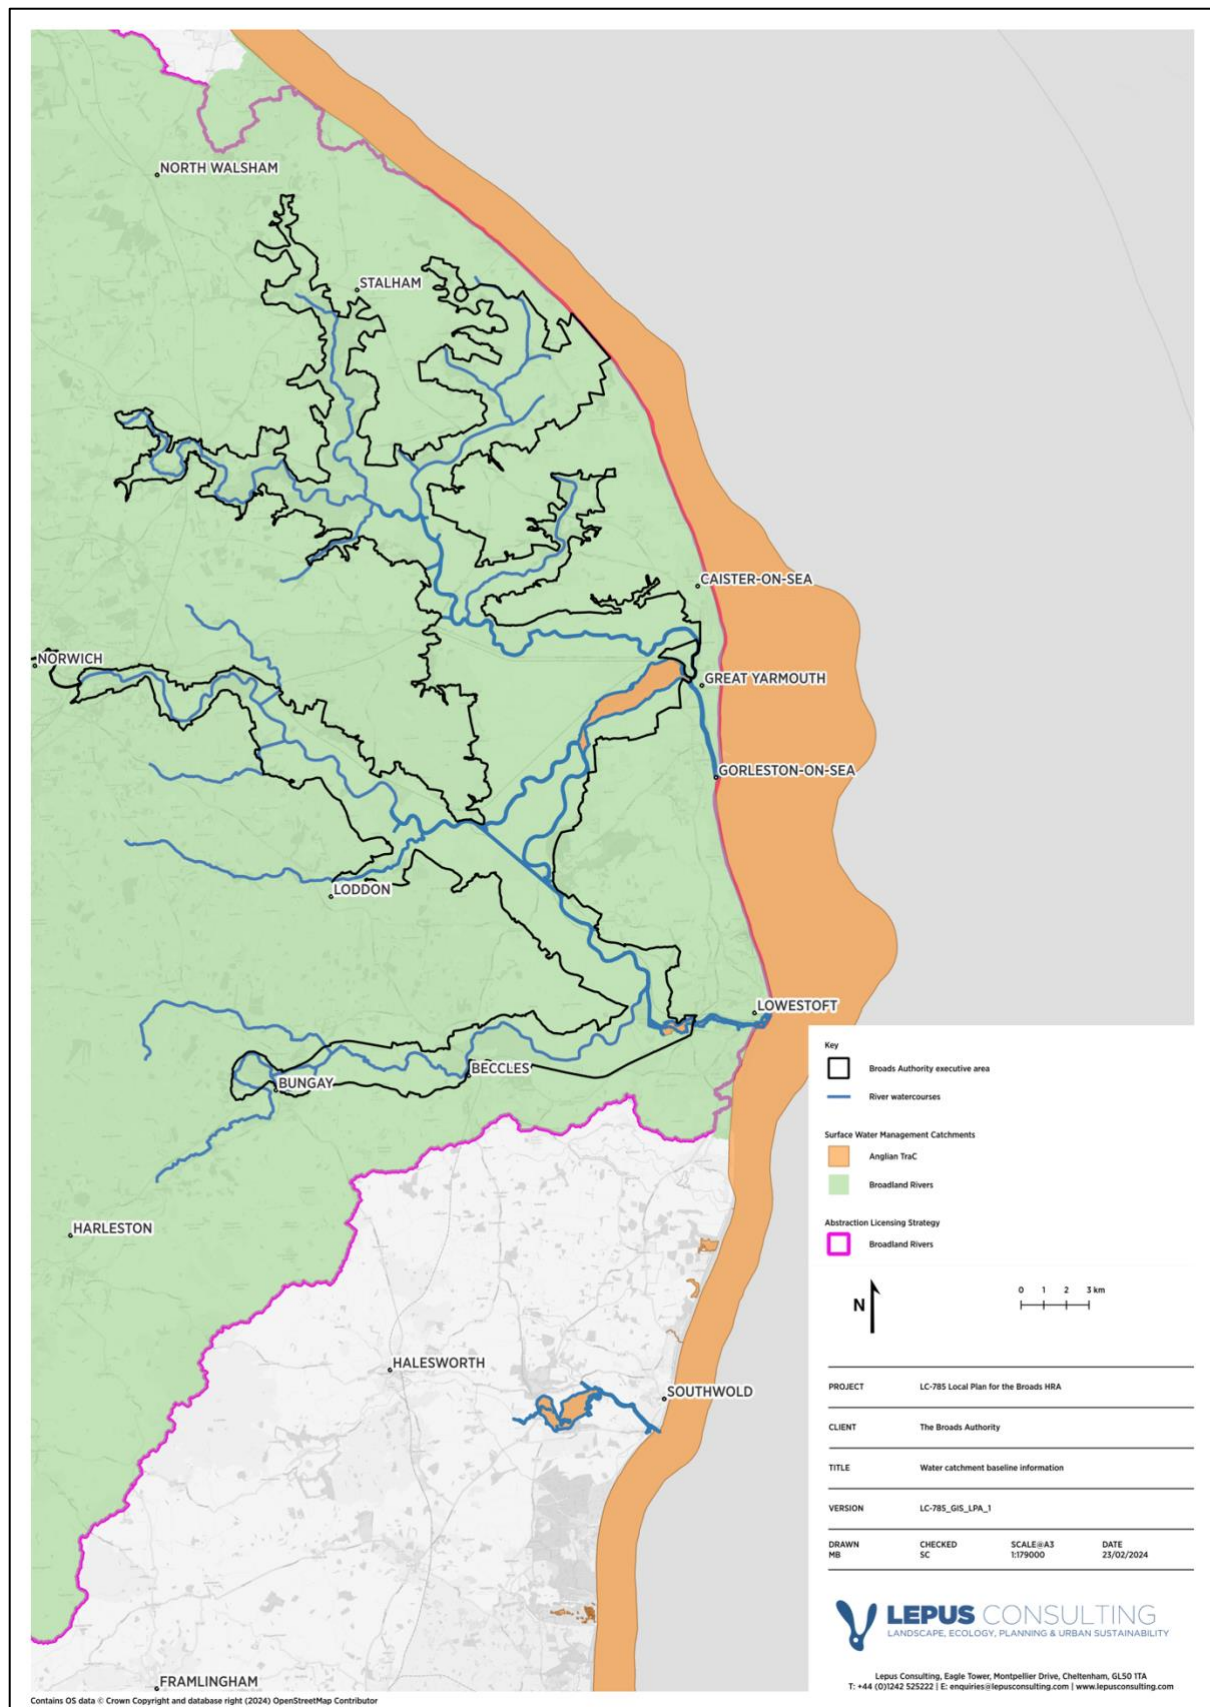 NORTH WALSHAM
STALHAM
CAISTER-ON-SEA
NORWICH
GREAT YARMOUTH
GORLESTON-ON-SEA
LODDON
LOWESTOFT
BECCLES
BUNGAY
HARLESTON
HALESWORTH
SOUTHWOLD
FRAMLINGHAM
Key
Broads Authority executive area
River watercourses
Surface Water Management Catchments
Anglian TraC
Broadland Rivers
Abstraction Licensing Strategy
Broadland Rivers
N
0 1 2 3 km
PROJECT LC-785 Local Plan for the Broads HRA
CLIENT The Broads Authority
TITLE Water catchment baseline information
VERSION LC-785_GIS_LPA_1
DRAWN CHECKED SCALE@A3 DATE
MB SC 1:179000 23/02/2024
LEPUS CONSULTING
LANDSCAPE, ECOLOGY, PLANNING & URBAN SUSTAINABILITY
Lepus Consulting, Eagle Tower, Montpellier Drive, Cheltenham, GL50 1TA
T: +44 (0)1242 525222 | E: enquiries@lepusconsulting.com | www.lepusconsulting.com
Contains OS data © Crown Copyright and database right (2024) OpenStreetMap Contributor